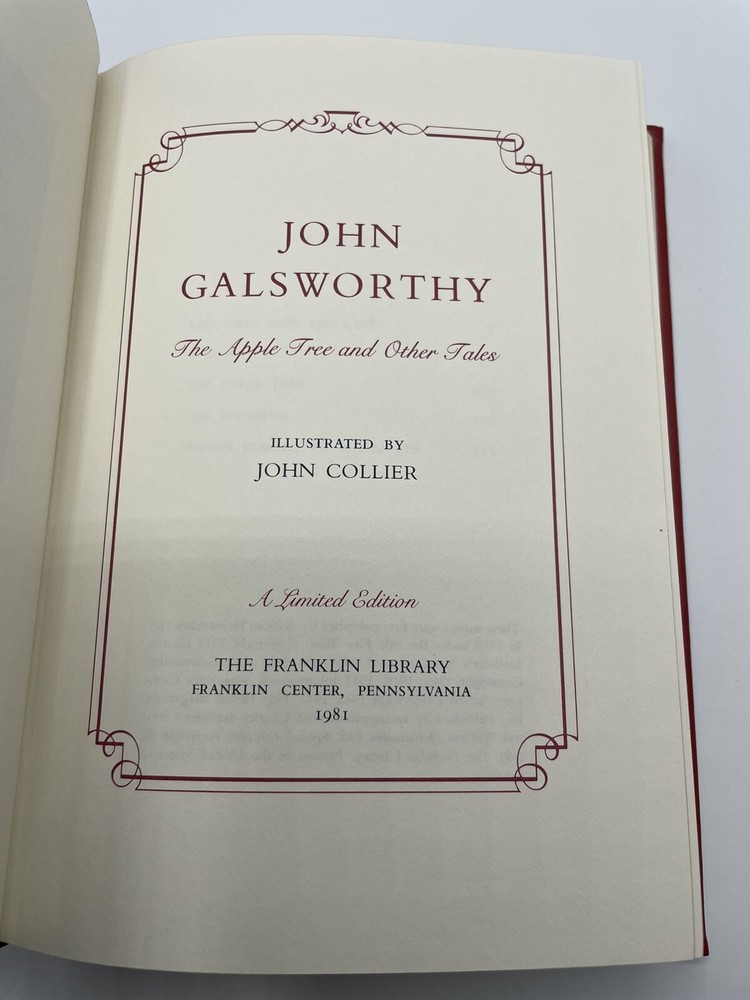 JOHN
GALSWORTHY
The Apple Tree and Other Tales
ILLUSTRATED BY
JOHN COLLIER
A Limited Edition
THE FRANKLIN LIBRARY
FRANKLIN CENTER, PENNSYLVANIA
1981